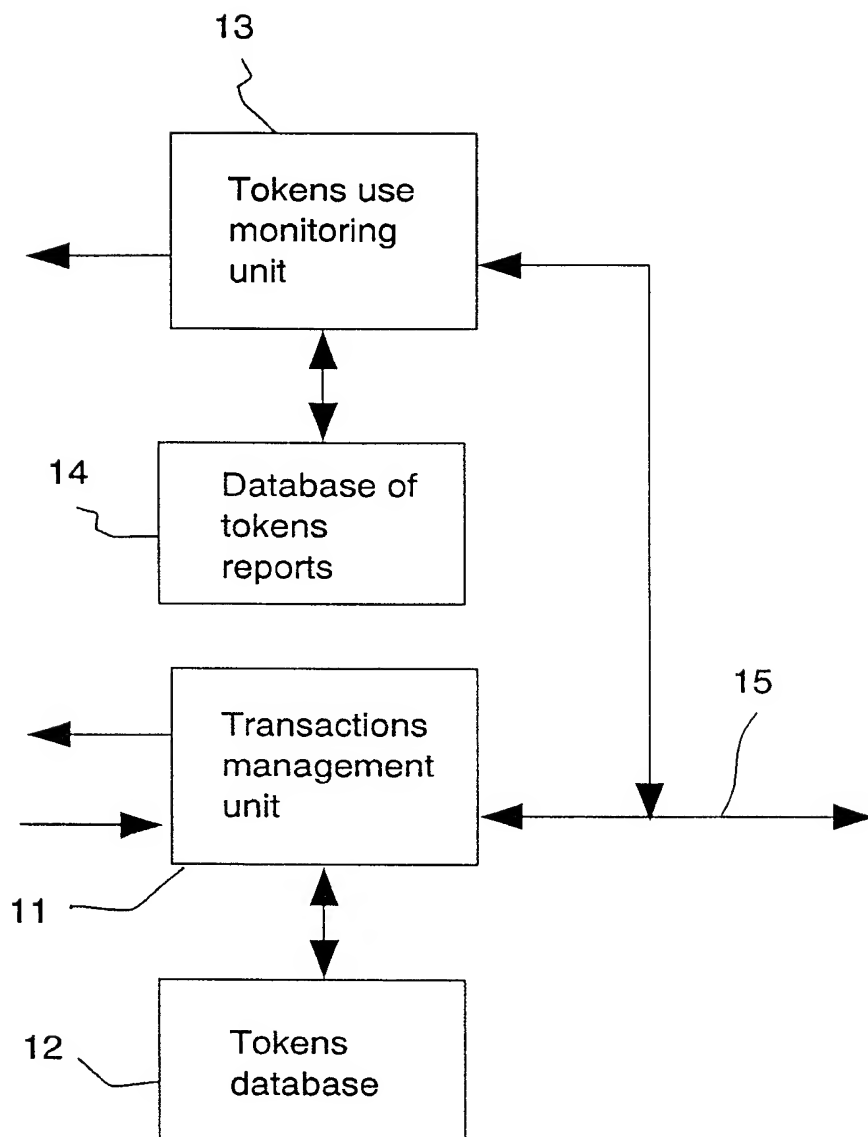 13
Tokens use
monitoring
unit
14
Database of
tokens
reports
15
Transactions
management
unit
11
12
Tokens
database